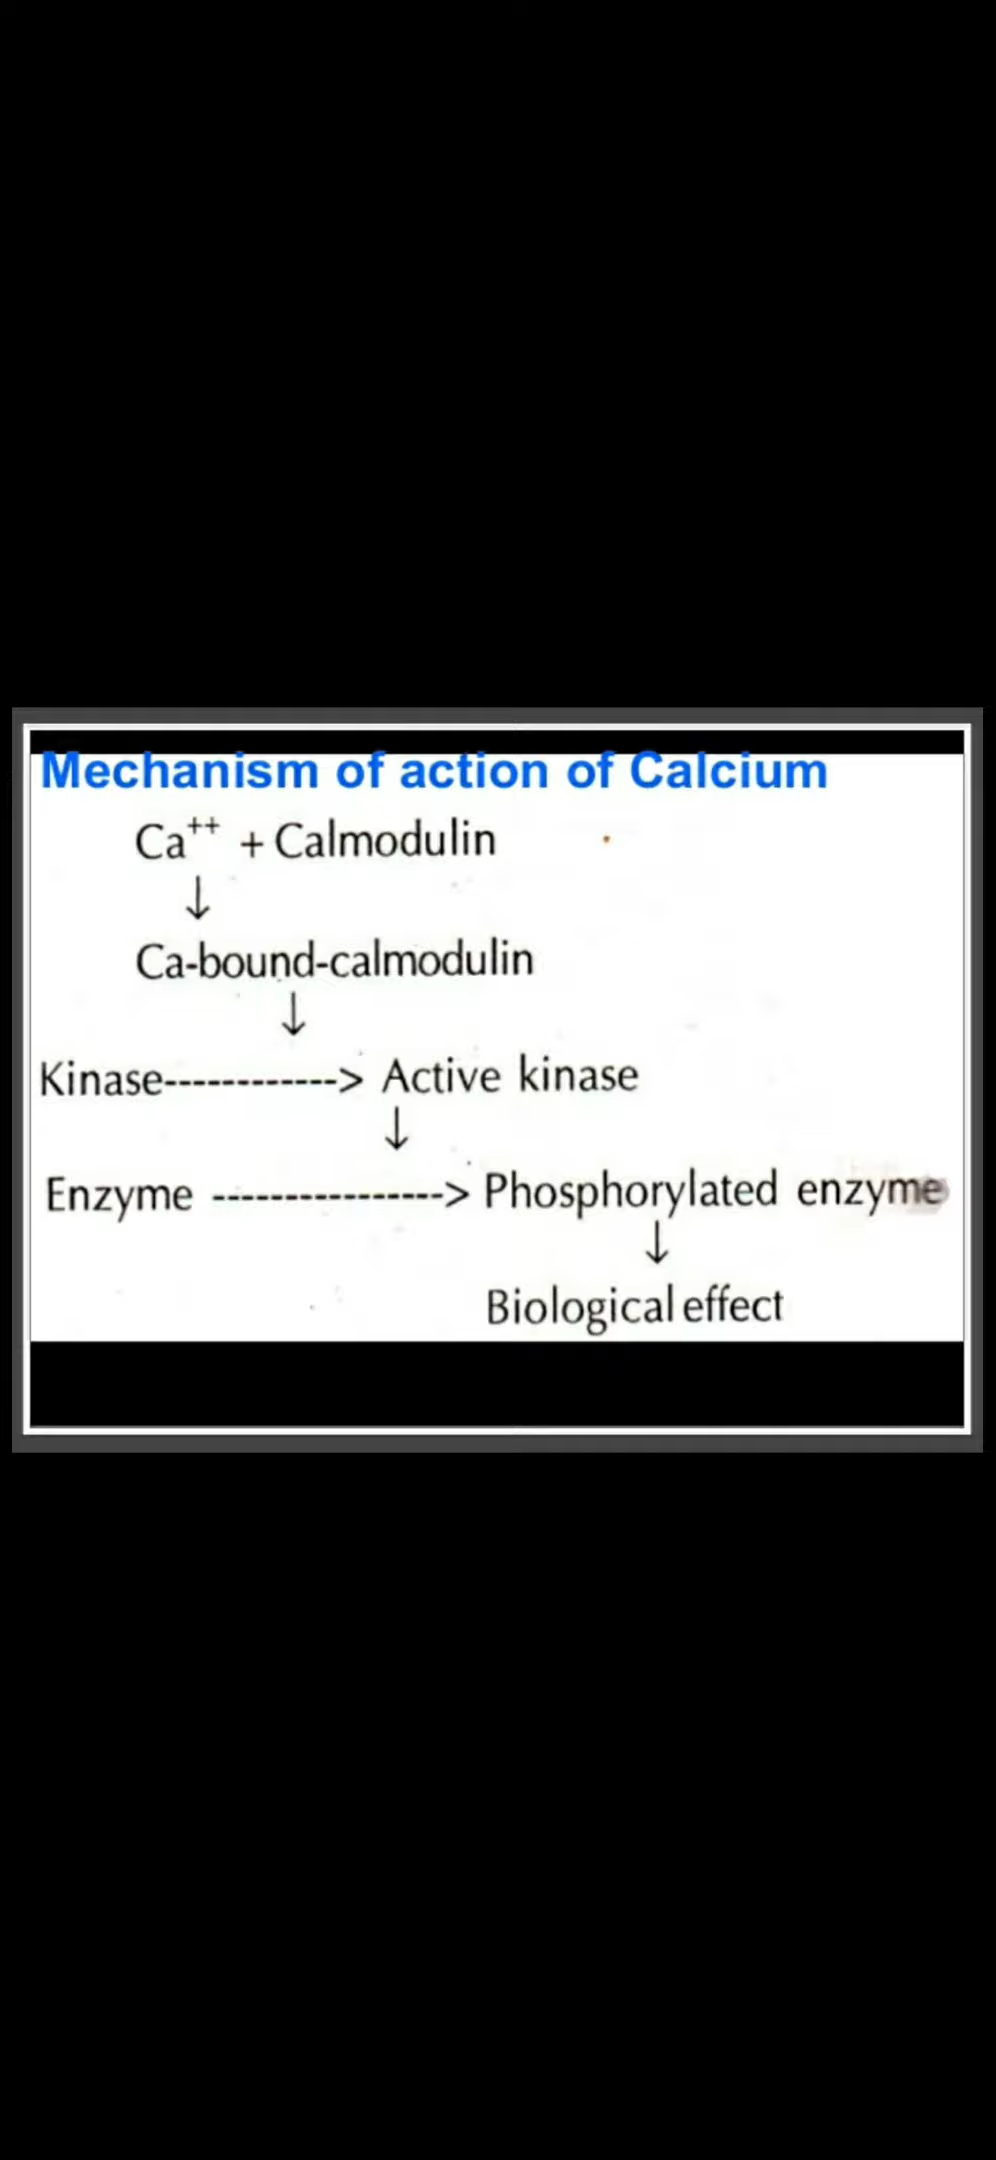 Mechanism of action of Calcium
Ca⁺⁺ + Calmodulin
↓
Ca-bound-calmodulin
↓
Kinase------------> Active kinase
↓
Enzyme ----------------> Phosphorylated enzyme
↓
Biological effect